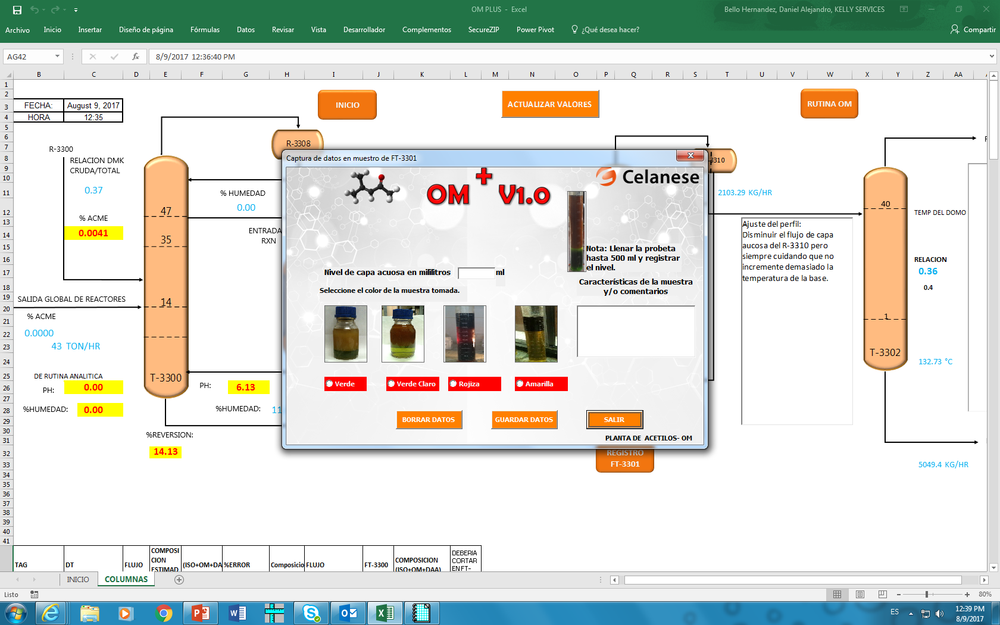 OM PLUS - Excel
Bello Hernandez, Daniel Alejandro, KELLY SERVICES
Archivo Inicio Insertar Diseño de página Fórmulas Datos Revisar Vista Desarrollador Complementos SecureZIP Power Pivot ¿Qué desea hacer? Compartir
AG42 fx 8/9/2017 12:36:40 PM
B C D E F G H I J K L M N O P Q R S T U V W X Y Z AA
1
2
3
4
5
6
7
8
9
10
11
12
13
14
15
16
17
18
19
20
21
22
23
24
25
26
27
28
29
30
31
32
33
34
35
36
37
38
39
40
41
FECHA: August 9, 2017
HORA 12:35
INICIO
ACTUALIZAR VALORES
RUTINA OM
R-3300
RELACION DMK
CRUDA/TOTAL
0.37
% ACME
0.0041
SALIDA GLOBAL DE REACTORES
% ACME
0.0000
43 TON/HR
DE RUTINA ANALITICA
PH: 0.00
%HUMEDAD: 0.00
47
35
14
T-3300
%REVERSION:
14.13
R-3308
% HUMEDAD
0.00
ENTRADA
RXN
PH: 6.13
%HUMEDAD: 11
Captura de datos en muestro de FT-3301
OM + V1.0
Celanese
Nota: Llenar la probeta
hasta 500 ml y registrar
el nivel.
Nivel de capa acuosa en mililitros ml
Características de la muestra
y/o comentarios
Seleccione el color de la muestra tomada.
Verde Verde Claro Rojiza Amarilla
BORRAR DATOS GUARDAR DATOS SALIR
PLANTA DE ACETILOS- OM
REGISTRO
FT-3301
3310
2103.29 KG/HR
Ajuste del perfil:
Disminuir el flujo de capa
aucosa del R-3310 pero
siempre cuidando que no
incremente demasiado la
temperatura de la base.
40
1
T-3302
TEMP DEL DOMO
RELACION
0.36
0.4
132.73 °C
5049.4 KG/HR
TAG DT FLUJO
COMPOSI
CION
ESTIMAD
(ISO+OM+DA %ERROR Composicio FLUJO FT-3300
COMPOSICION
(ISO+OM+DAA)
DEBERIA
CORTAR
EN FT-
INICIO COLUMNAS
Listo 80%
ES 12:39 PM
8/9/2017